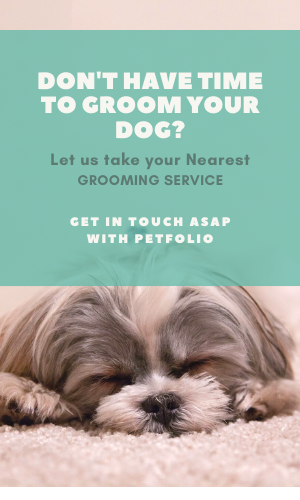 DON'T HAVE TIME
TO GROOM YOUR
DOG?
Let us take your Nearest
GROOMING SERVICE
GET IN TOUCH ASAP
WITH PETFOLIO